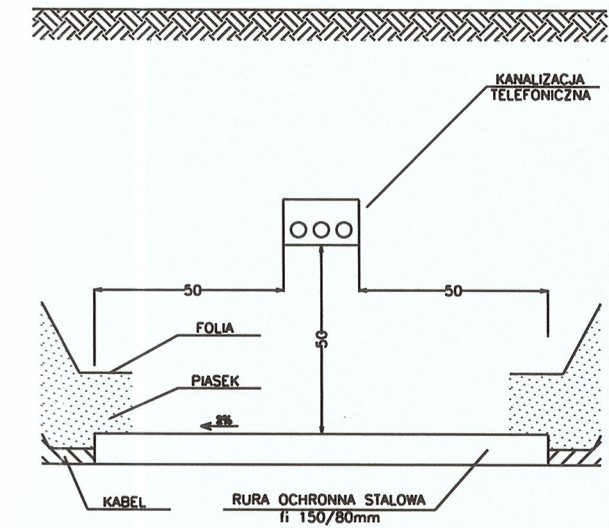 KANALIZACJA
TELEFONICZNA
50
50
50
FOLIA
PIASEK
2%
KABEL
RURA OCHRONNA STALOWA
fi 150/80mm